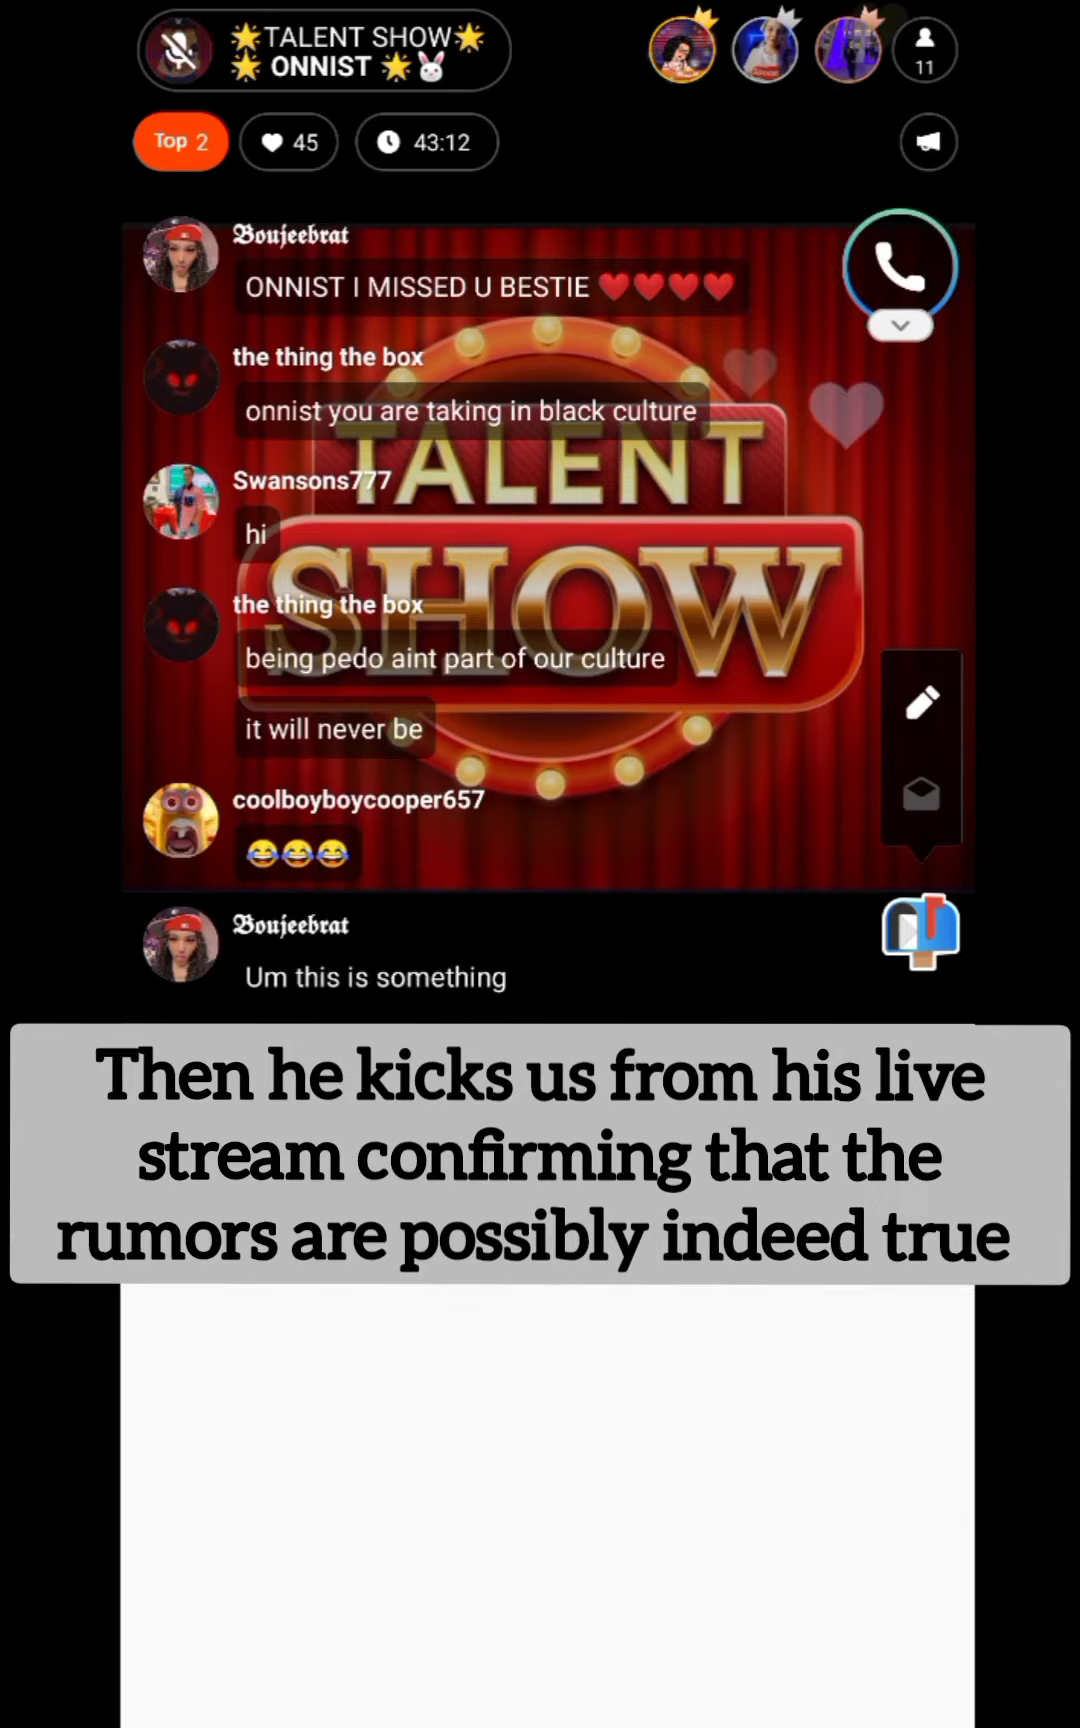 🌟TALENT SHOW🌟
🌟 ONNIST 🌟🐰
11
Top 2
45
43:12
Boujeebrat
ONNIST I MISSED U BESTIE ❤️❤️❤️❤️
the thing the box
onnist you are taking in black culture
TALENT
Swansons777
hi
SHOW
the thing the box
being pedo aint part of our culture
it will never be
coolboyboycooper657
😂😂😂
Boujeebrat
Um this is something
Then he kicks us from his live
stream confirming that the
rumors are possibly indeed true